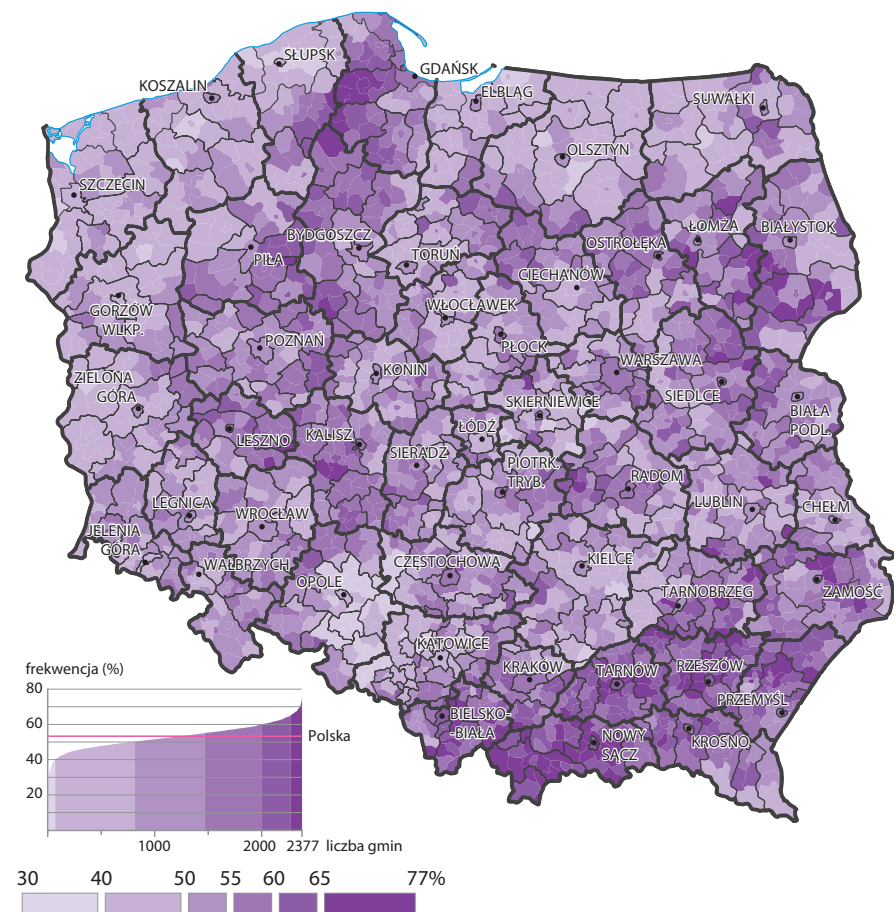 SŁUPSK
GDAŃSK
KOSZALIN
ELBLĄG
SUWAŁKI
OLSZTYN
SZCZECIN
BYDGOSZCZ
TORUŃ
OSTROŁĘKA
ŁOMŻA
BIAŁYSTOK
PIŁA
CIECHANÓW
GORZÓW
WLKP.
WŁOCŁAWEK
POZNAŃ
PŁOCK
KONIN
WARSZAWA
ZIELONA
GÓRA
SIEDLCE
SKIERNIEWICE
BIAŁA
PODL.
LESZNO
KALISZ
ŁÓDŹ
SIERADZ
PIOTRK.
TRYB.
RADOM
LUBLIN
CHEŁM
LEGNICA
WROCŁAW
JELENIA
GÓRA
WAŁBRZYCH
OPOLE
CZĘSTOCHOWA
KIELCE
TARNOBRZEG
ZAMOŚĆ
KATOWICE
KRAKÓW
TARNÓW
RZESZÓW
PRZEMYŚL
BIELSKO-
-BIAŁA
NOWY
SĄCZ
KROSNO
frekwencja (%)
80
60
Polska
40
20
1000 2000 2377 liczba gmin
30 40 50 55 60 65 77%